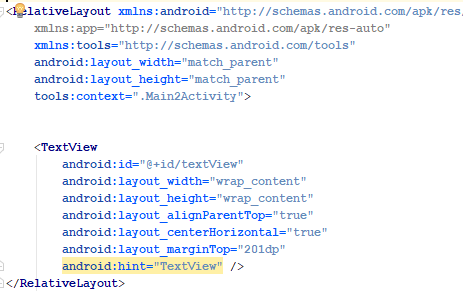 <RelativeLayout xmlns:android="http://schemas.android.com/apk/res/
xmlns:app="http://schemas.android.com/apk/res-auto"
xmlns:tools="http://schemas.android.com/tools"
android:layout_width="match_parent"
android:layout_height="match_parent"
tools:context=".Main2Activity">
<TextView
android:id="@+id/textView"
android:layout_width="wrap_content"
android:layout_height="wrap_content"
android:layout_alignParentTop="true"
android:layout_centerHorizontal="true"
android:layout_marginTop="201dp"
android:hint="TextView" />
</RelativeLayout>